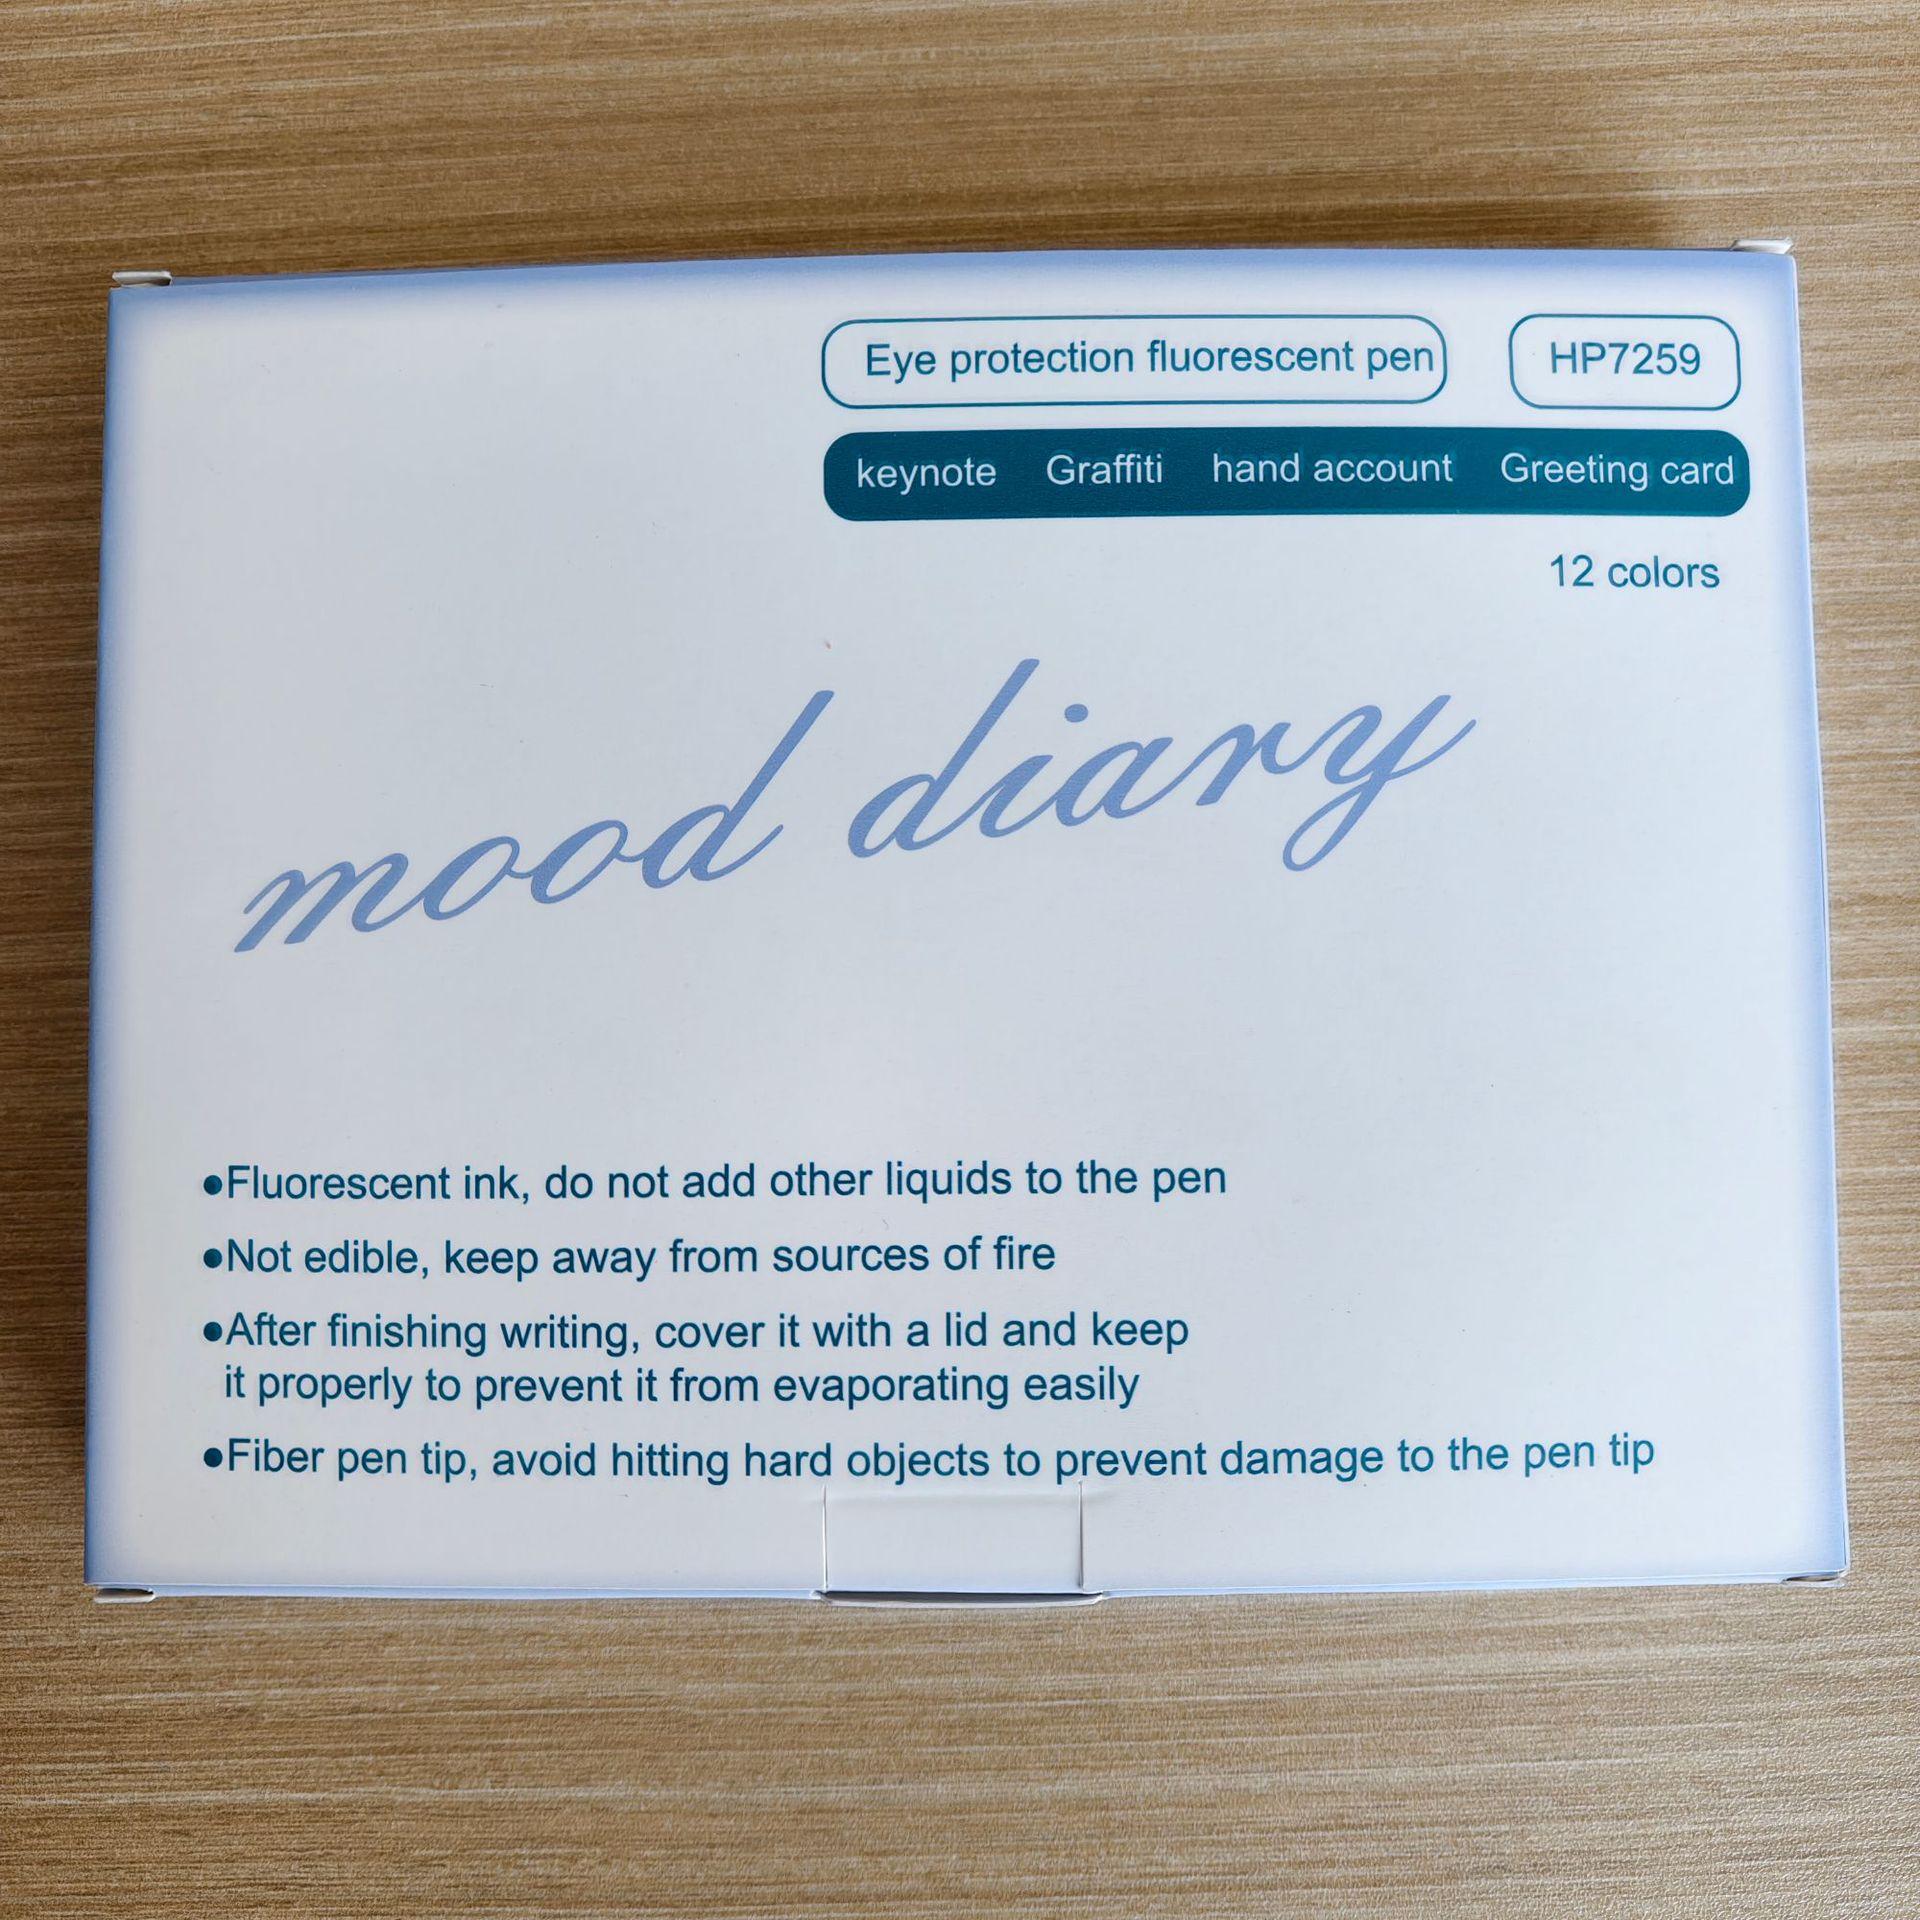 Eye protection fluorescent pen HP7259
keynote Graffiti hand account Greeting card
12 colors
mood diary
●Fluorescent ink, do not add other liquids to the pen
●Not edible, keep away from sources of fire
●After finishing writing, cover it with a lid and keep
it properly to prevent it from evaporating easily
●Fiber pen tip, avoid hitting hard objects to prevent damage to the pen tip